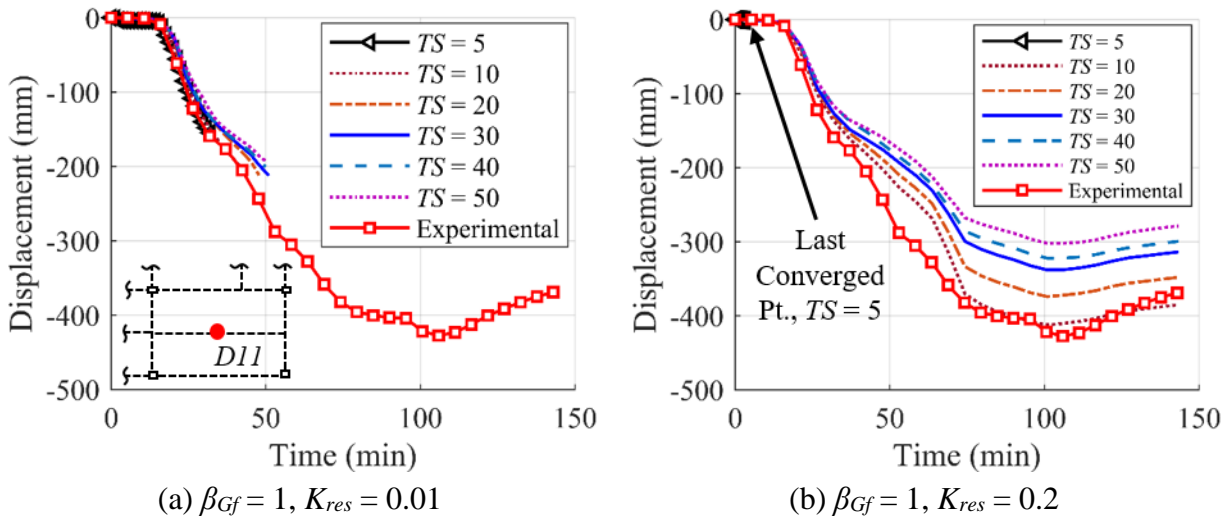 0
-100
-200
-300
-400
-500
Displacement (mm)
TS = 5
TS = 10
TS = 20
TS = 30
TS = 40
TS = 50
Experimental
D11
0
50
100
150
Time (min)
(a) βGf = 1, Kres = 0.01
0
-100
-200
-300
-400
-500
Displacement (mm)
TS = 5
TS = 10
TS = 20
TS = 30
TS = 40
TS = 50
Experimental
Last
Converged
Pt., TS = 5
0
50
100
150
Time (min)
(b) βGf = 1, Kres = 0.2